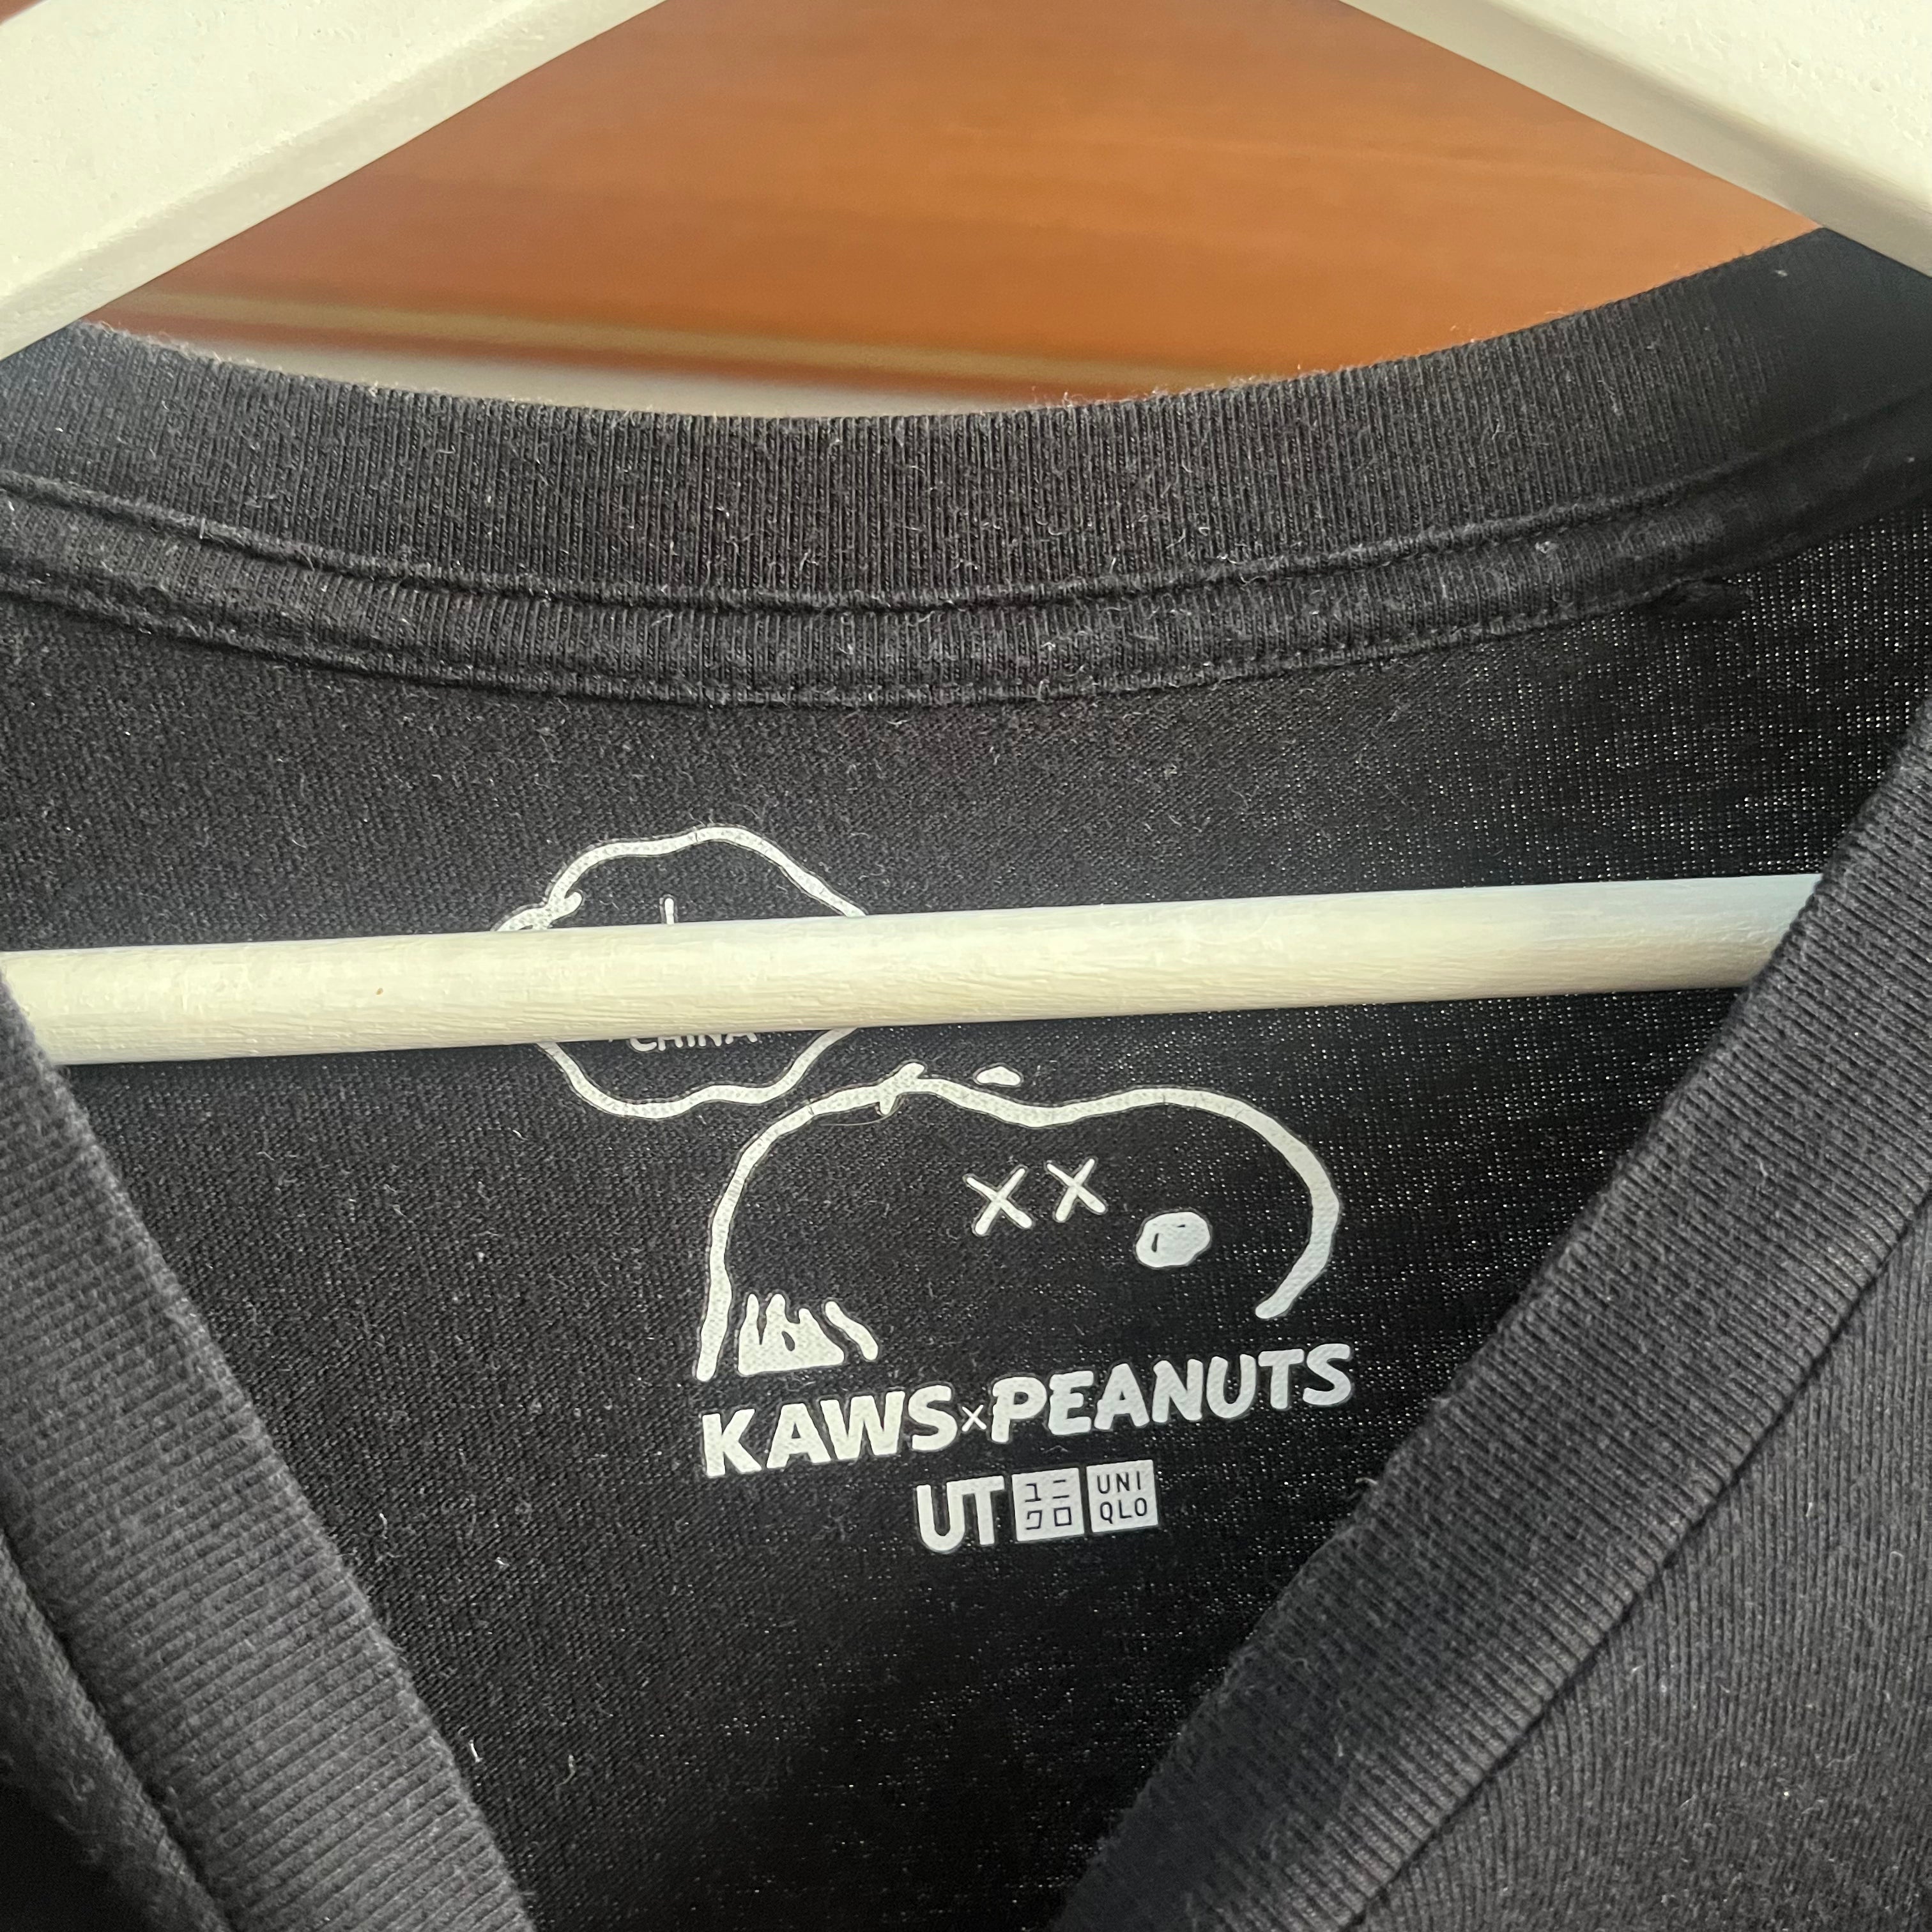 CHINA
KAWS×PEANUTS
UT ユニクロ UNIQLO